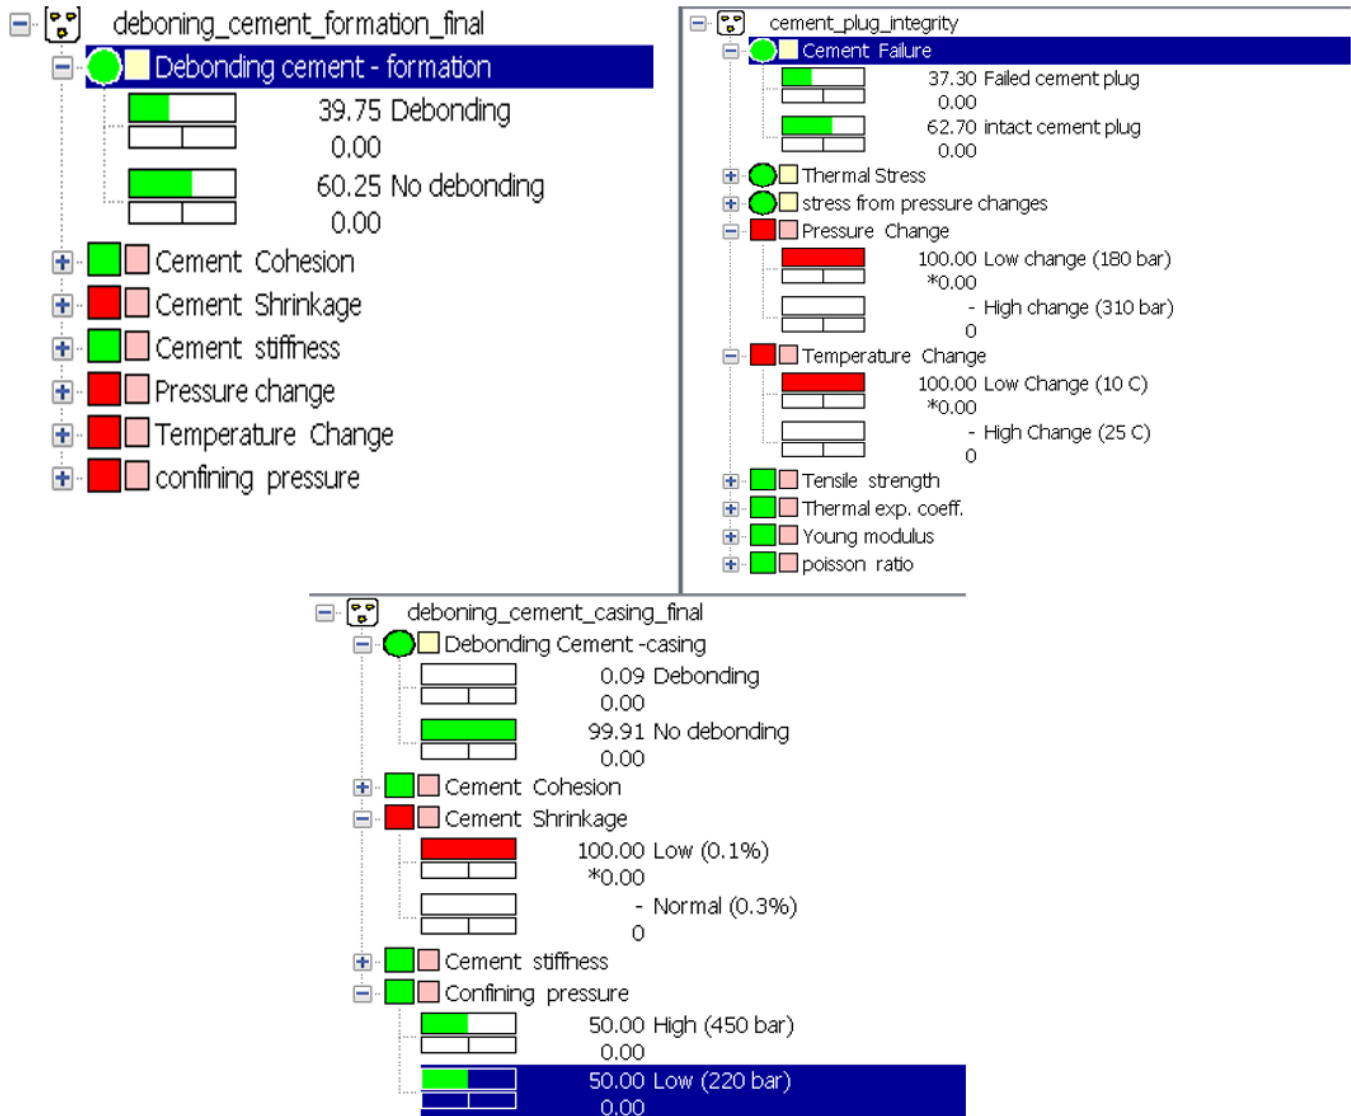 deboning_cement_formation_final
Debonding cement - formation
39.75 Debonding
0.00
60.25 No debonding
0.00
Cement Cohesion
Cement Shrinkage
Cement stiffness
Pressure change
Temperature Change
confining pressure
cement_plug_integrity
Cement Failure
37.30 Failed cement plug
0.00
62.70 intact cement plug
0.00
Thermal Stress
stress from pressure changes
Pressure Change
100.00 Low change (180 bar)
*0.00
- High change (310 bar)
0
Temperature Change
100.00 Low Change (10 C)
*0.00
- High Change (25 C)
0
Tensile strength
Thermal exp. coeff.
Young modulus
poisson ratio
deboning_cement_casing_final
Debonding Cement -casing
0.09 Debonding
0.00
99.91 No debonding
0.00
Cement Cohesion
Cement Shrinkage
100.00 Low (0.1%)
*0.00
- Normal (0.3%)
0
Cement stiffness
Confining pressure
50.00 High (450 bar)
0.00
50.00 Low (220 bar)
0.00